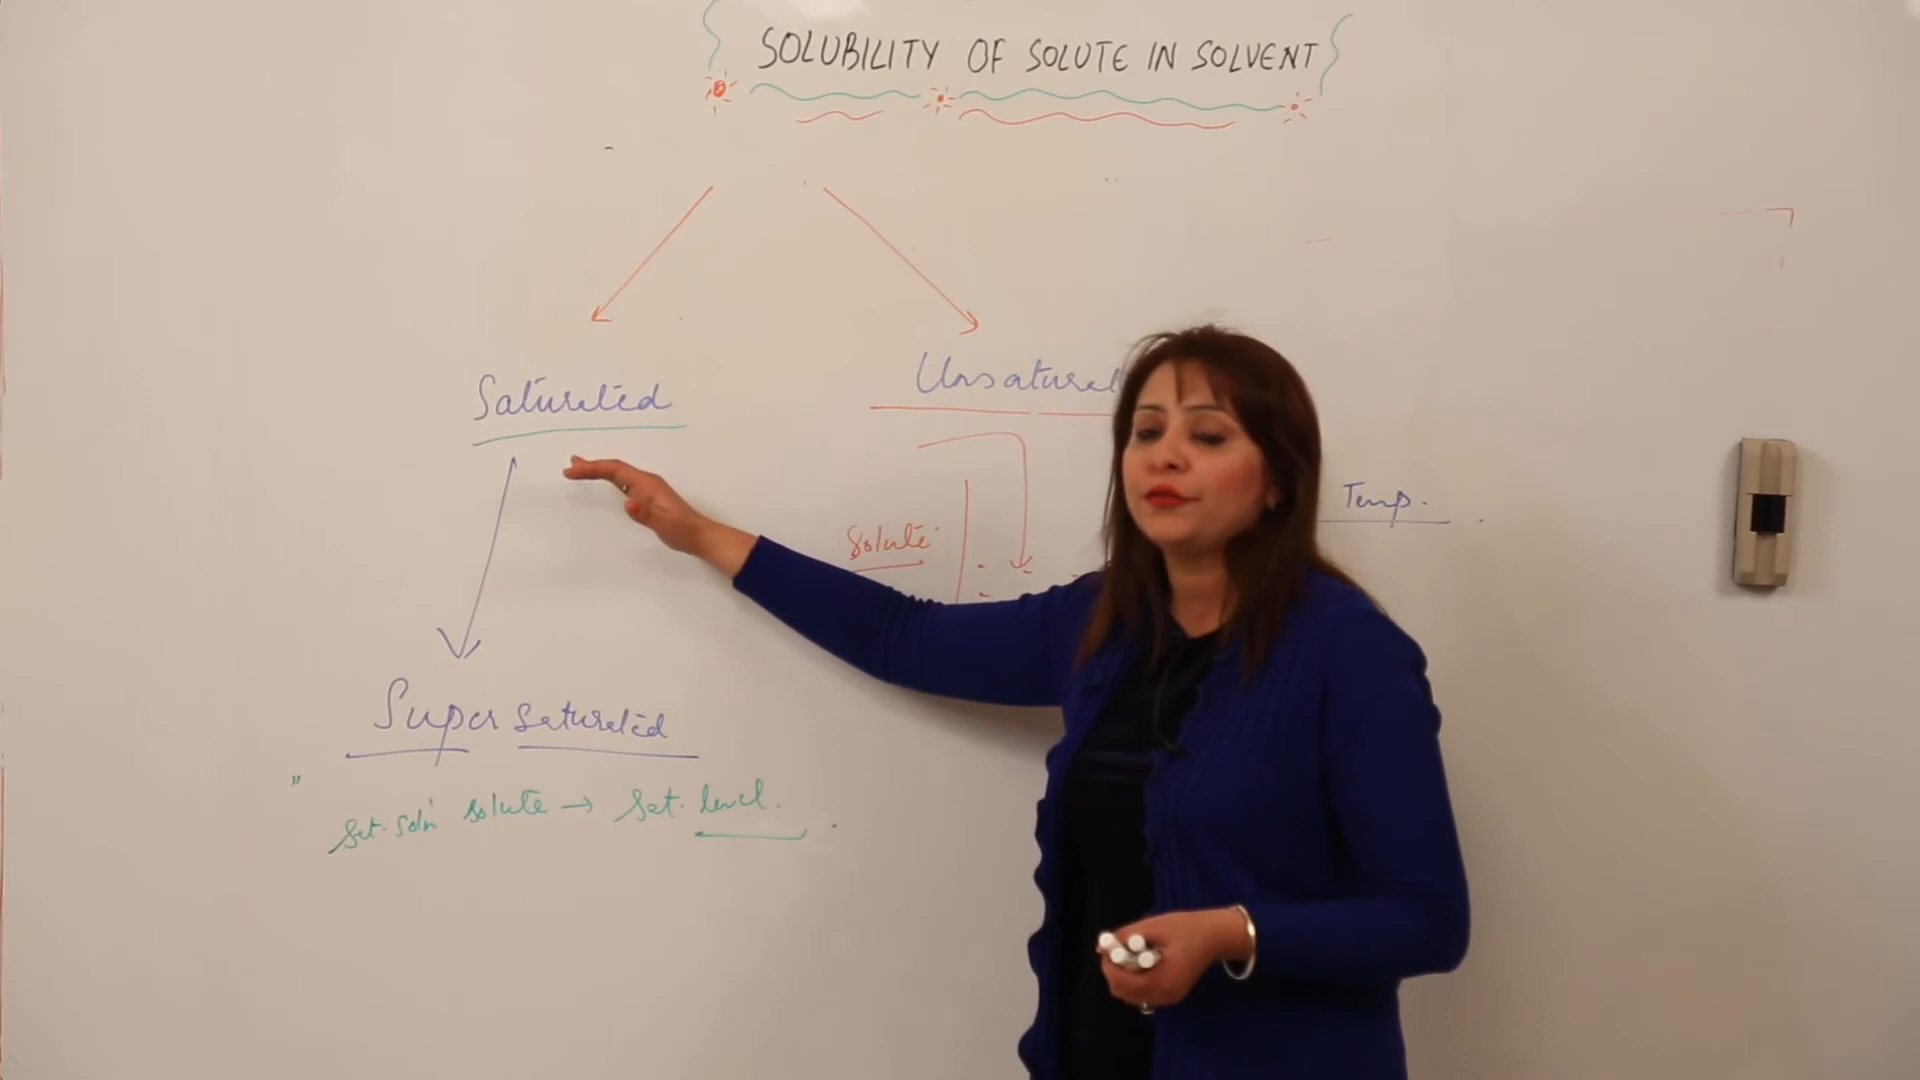 SOLUBILITY OF SOLUTE IN SOLVENT
Saturated
Unsaturat
Solute
Temp.
Super saturated
Sat. Soln solute → Sat. level.